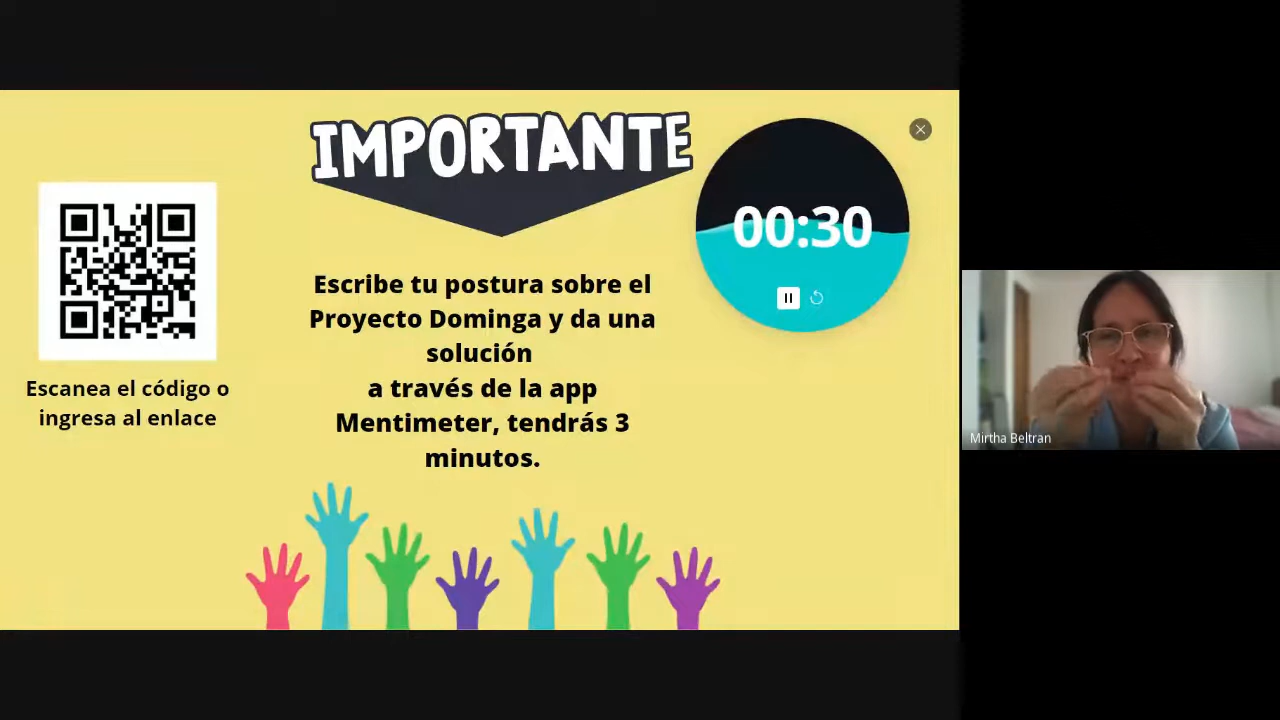 IMPORTANTE
00:30
Escribe tu postura sobre el
Proyecto Dominga y da una
solución
a través de la app
Mentimeter, tendrás 3
minutos.
Escanea el código o
ingresa al enlace
Mirtha Beltran